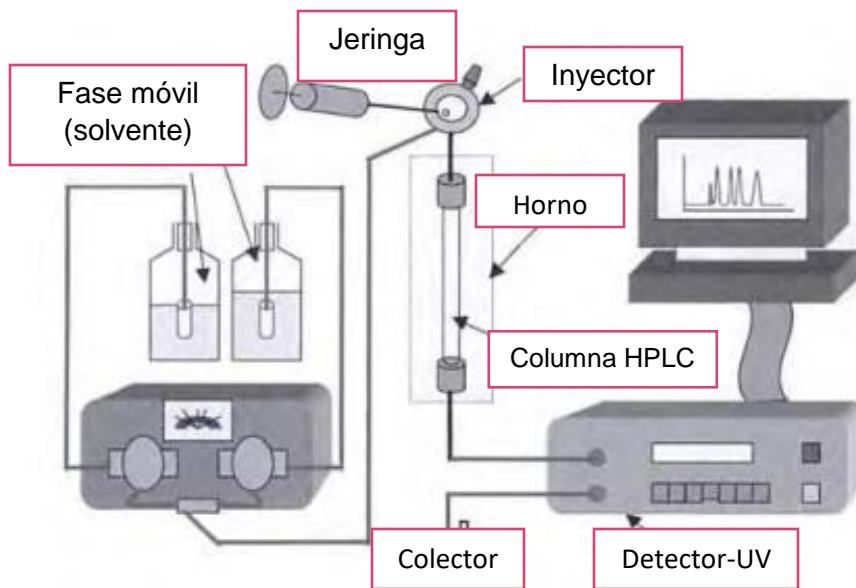 Jeringa
Inyector
Fase móvil
(solvente)
Horno
Columna HPLC
Colector
Detector-UV